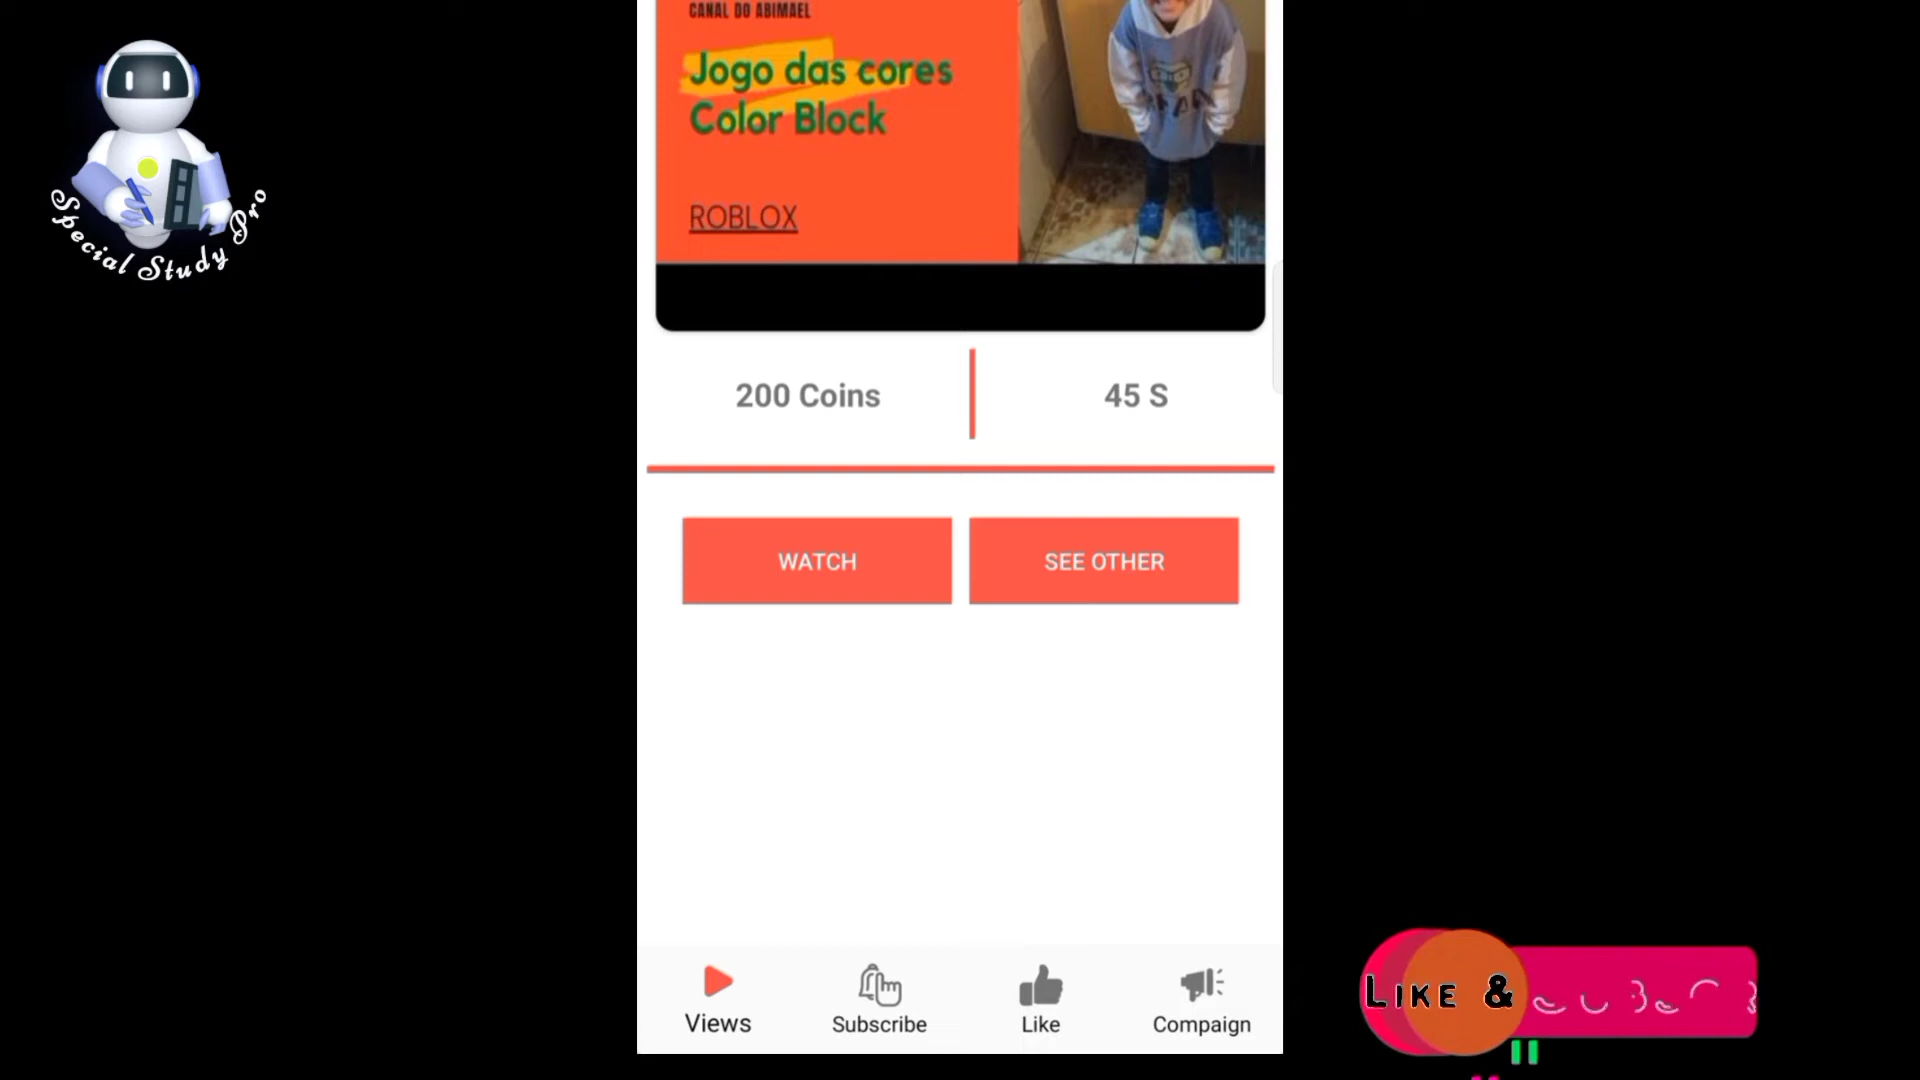 CANAL DO ABIMAEL
Jogo das cores
Color Block
ROBLOX
Special Study Pro
200 Coins
45 S
WATCH
SEE OTHER
Views
Subscribe
Like
Compaign
LIKE &